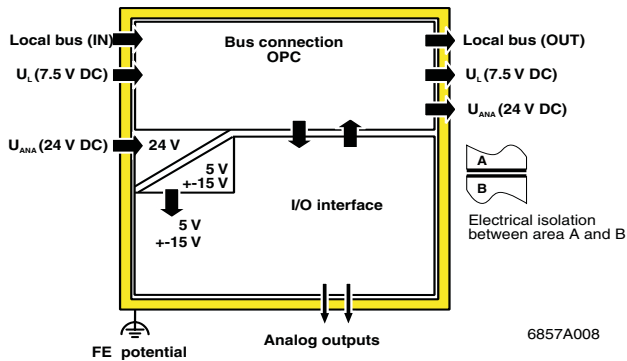 Local bus (IN)
Bus connection
OPC
Local bus (OUT)
UL (7.5 V DC)
UL (7.5 V DC)
UANA (24 V DC)
UANA (24 V DC)
24 V
5 V
+-15 V
5 V
+-15 V
I/O interface
A
B
Electrical isolation
between area A and B
Analog outputs
FE potential
6857A008